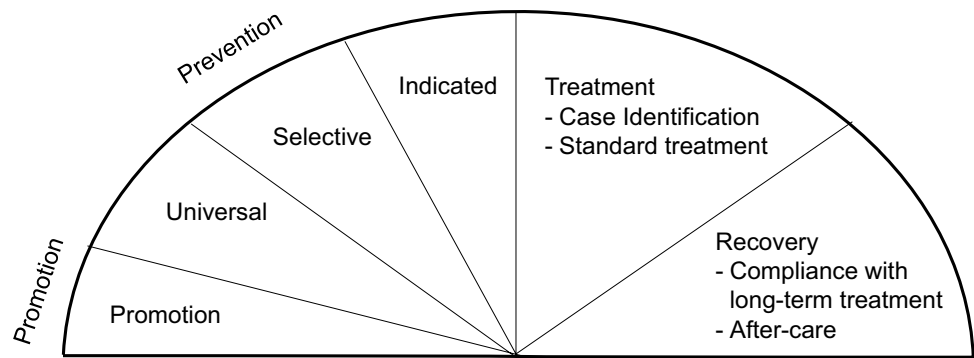 Promotion
Prevention
Promotion
Universal
Selective
Indicated
Treatment
- Case Identification
- Standard treatment
Recovery
- Compliance with
long-term treatment
- After-care